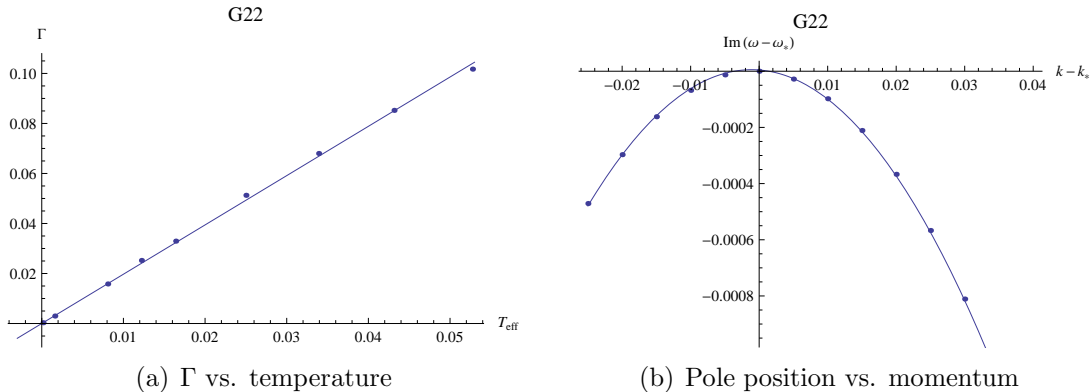 G22
Γ
0.10
0.08
0.06
0.04
0.02
0.01 0.02 0.03 0.04 0.05
T_eff
(a) Γ vs. temperature
G22
Im (ω − ω_*)
k − k_*
−0.02 −0.01 0.01 0.02 0.03 0.04
−0.0002
−0.0004
−0.0006
−0.0008
(b) Pole position vs. momentum